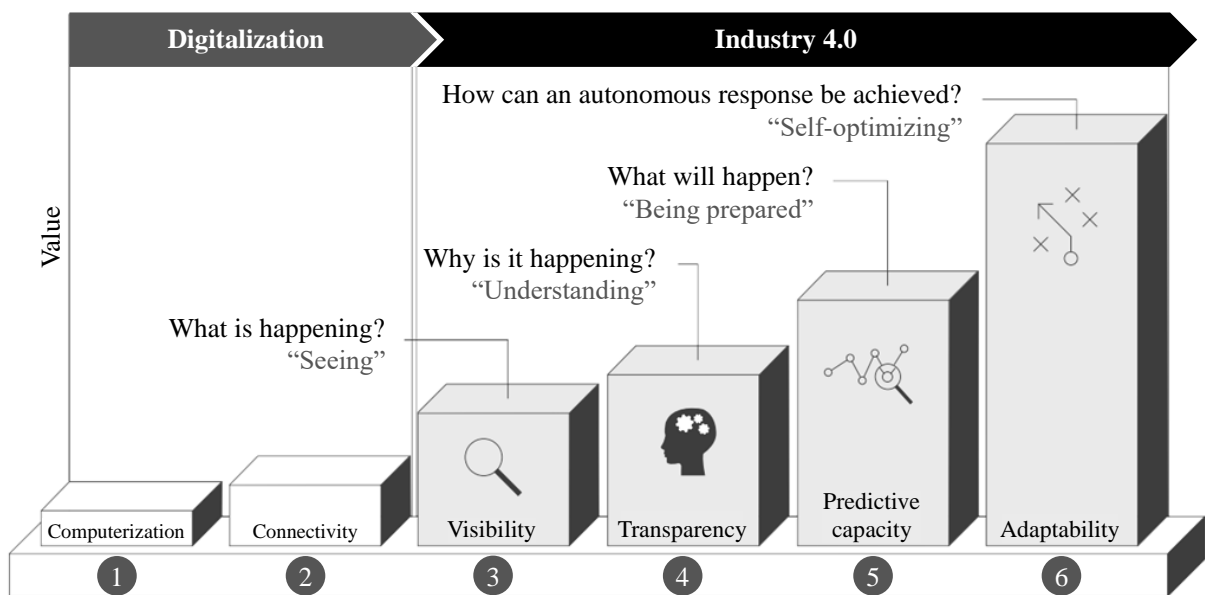 Digitalization
Industry 4.0
How can an autonomous response be achieved?
“Self-optimizing”
What will happen?
“Being prepared”
Why is it happening?
“Understanding”
What is happening?
“Seeing”
Value
Computerization
Connectivity
Visibility
Transparency
Predictive
capacity
Adaptability
1
2
3
4
5
6